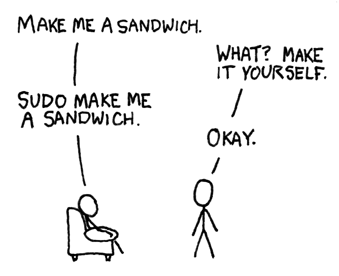 MAKE ME A SANDWICH.
WHAT? MAKE
IT YOURSELF.
SUDO MAKE ME
A SANDWICH.
OKAY.